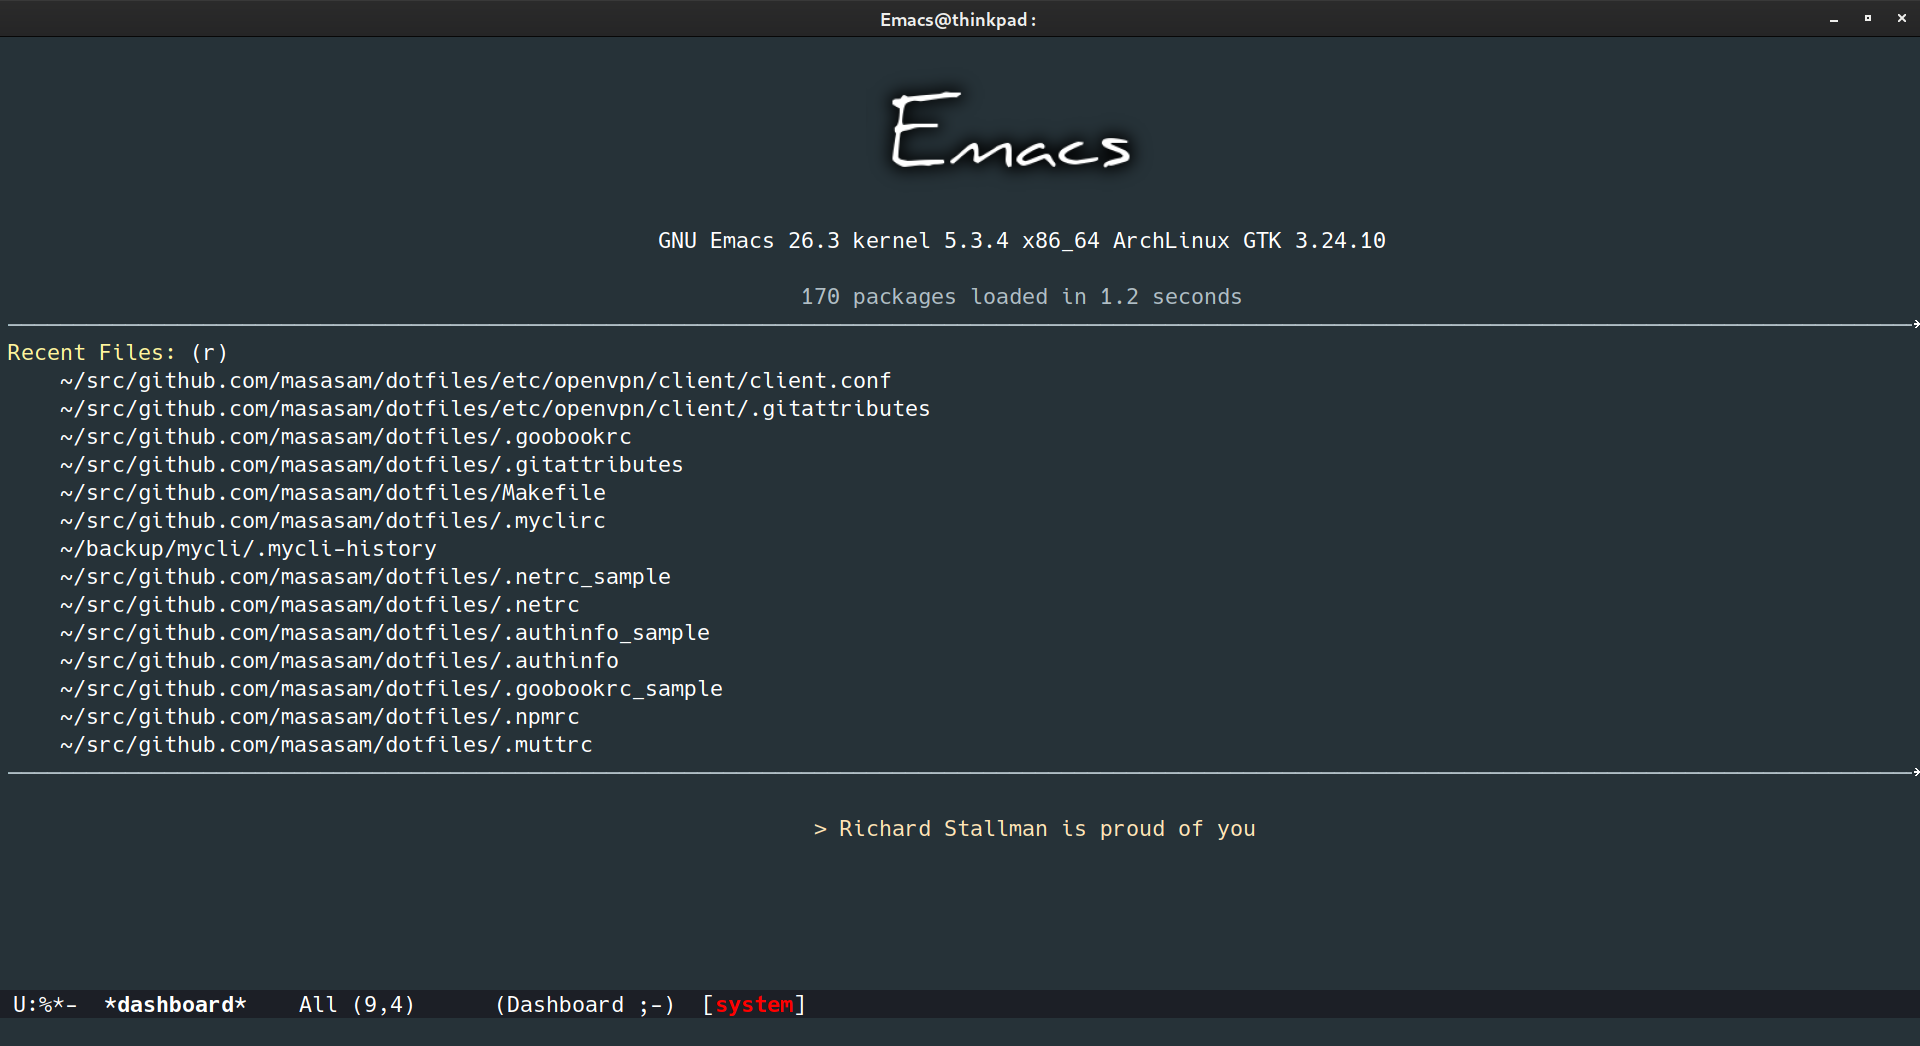 Emacs@thinkpad:
Emacs
GNU Emacs 26.3 kernel 5.3.4 x86_64 ArchLinux GTK 3.24.10
170 packages loaded in 1.2 seconds
Recent Files: (r)
~/src/github.com/masasam/dotfiles/etc/openvpn/client/client.conf
~/src/github.com/masasam/dotfiles/etc/openvpn/client/.gitattributes
~/src/github.com/masasam/dotfiles/.goobookrc
~/src/github.com/masasam/dotfiles/.gitattributes
~/src/github.com/masasam/dotfiles/Makefile
~/src/github.com/masasam/dotfiles/.myclirc
~/backup/mycli/.mycli-history
~/src/github.com/masasam/dotfiles/.netrc_sample
~/src/github.com/masasam/dotfiles/.netrc
~/src/github.com/masasam/dotfiles/.authinfo_sample
~/src/github.com/masasam/dotfiles/.authinfo
~/src/github.com/masasam/dotfiles/.goobookrc_sample
~/src/github.com/masasam/dotfiles/.npmrc
~/src/github.com/masasam/dotfiles/.muttrc
> Richard Stallman is proud of you
U:%*-  *dashboard*    All (9,4)      (Dashboard ;-)  [system]